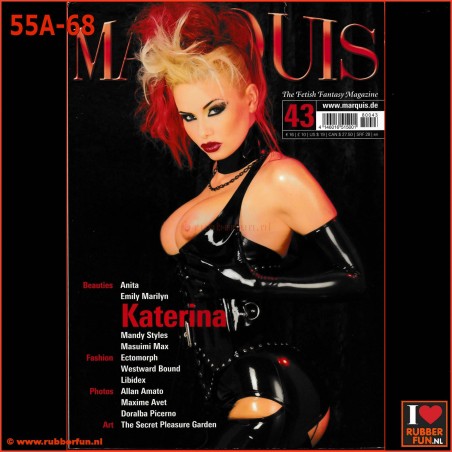 55A-68
MARQUIS
The Fetish Fantasy Magazine
43
www.marquis.de
Beauties Anita
Emily Marilyn
Katerina
Mandy Styles
Masuimi Max
Fashion Ectomorph
Westward Bound
Libidex
Photos Allan Amato
Maxime Avet
Doralba Picerno
Art The Secret Pleasure Garden
© www.rubberfun.nl
I
RUBBER
FUN.NL